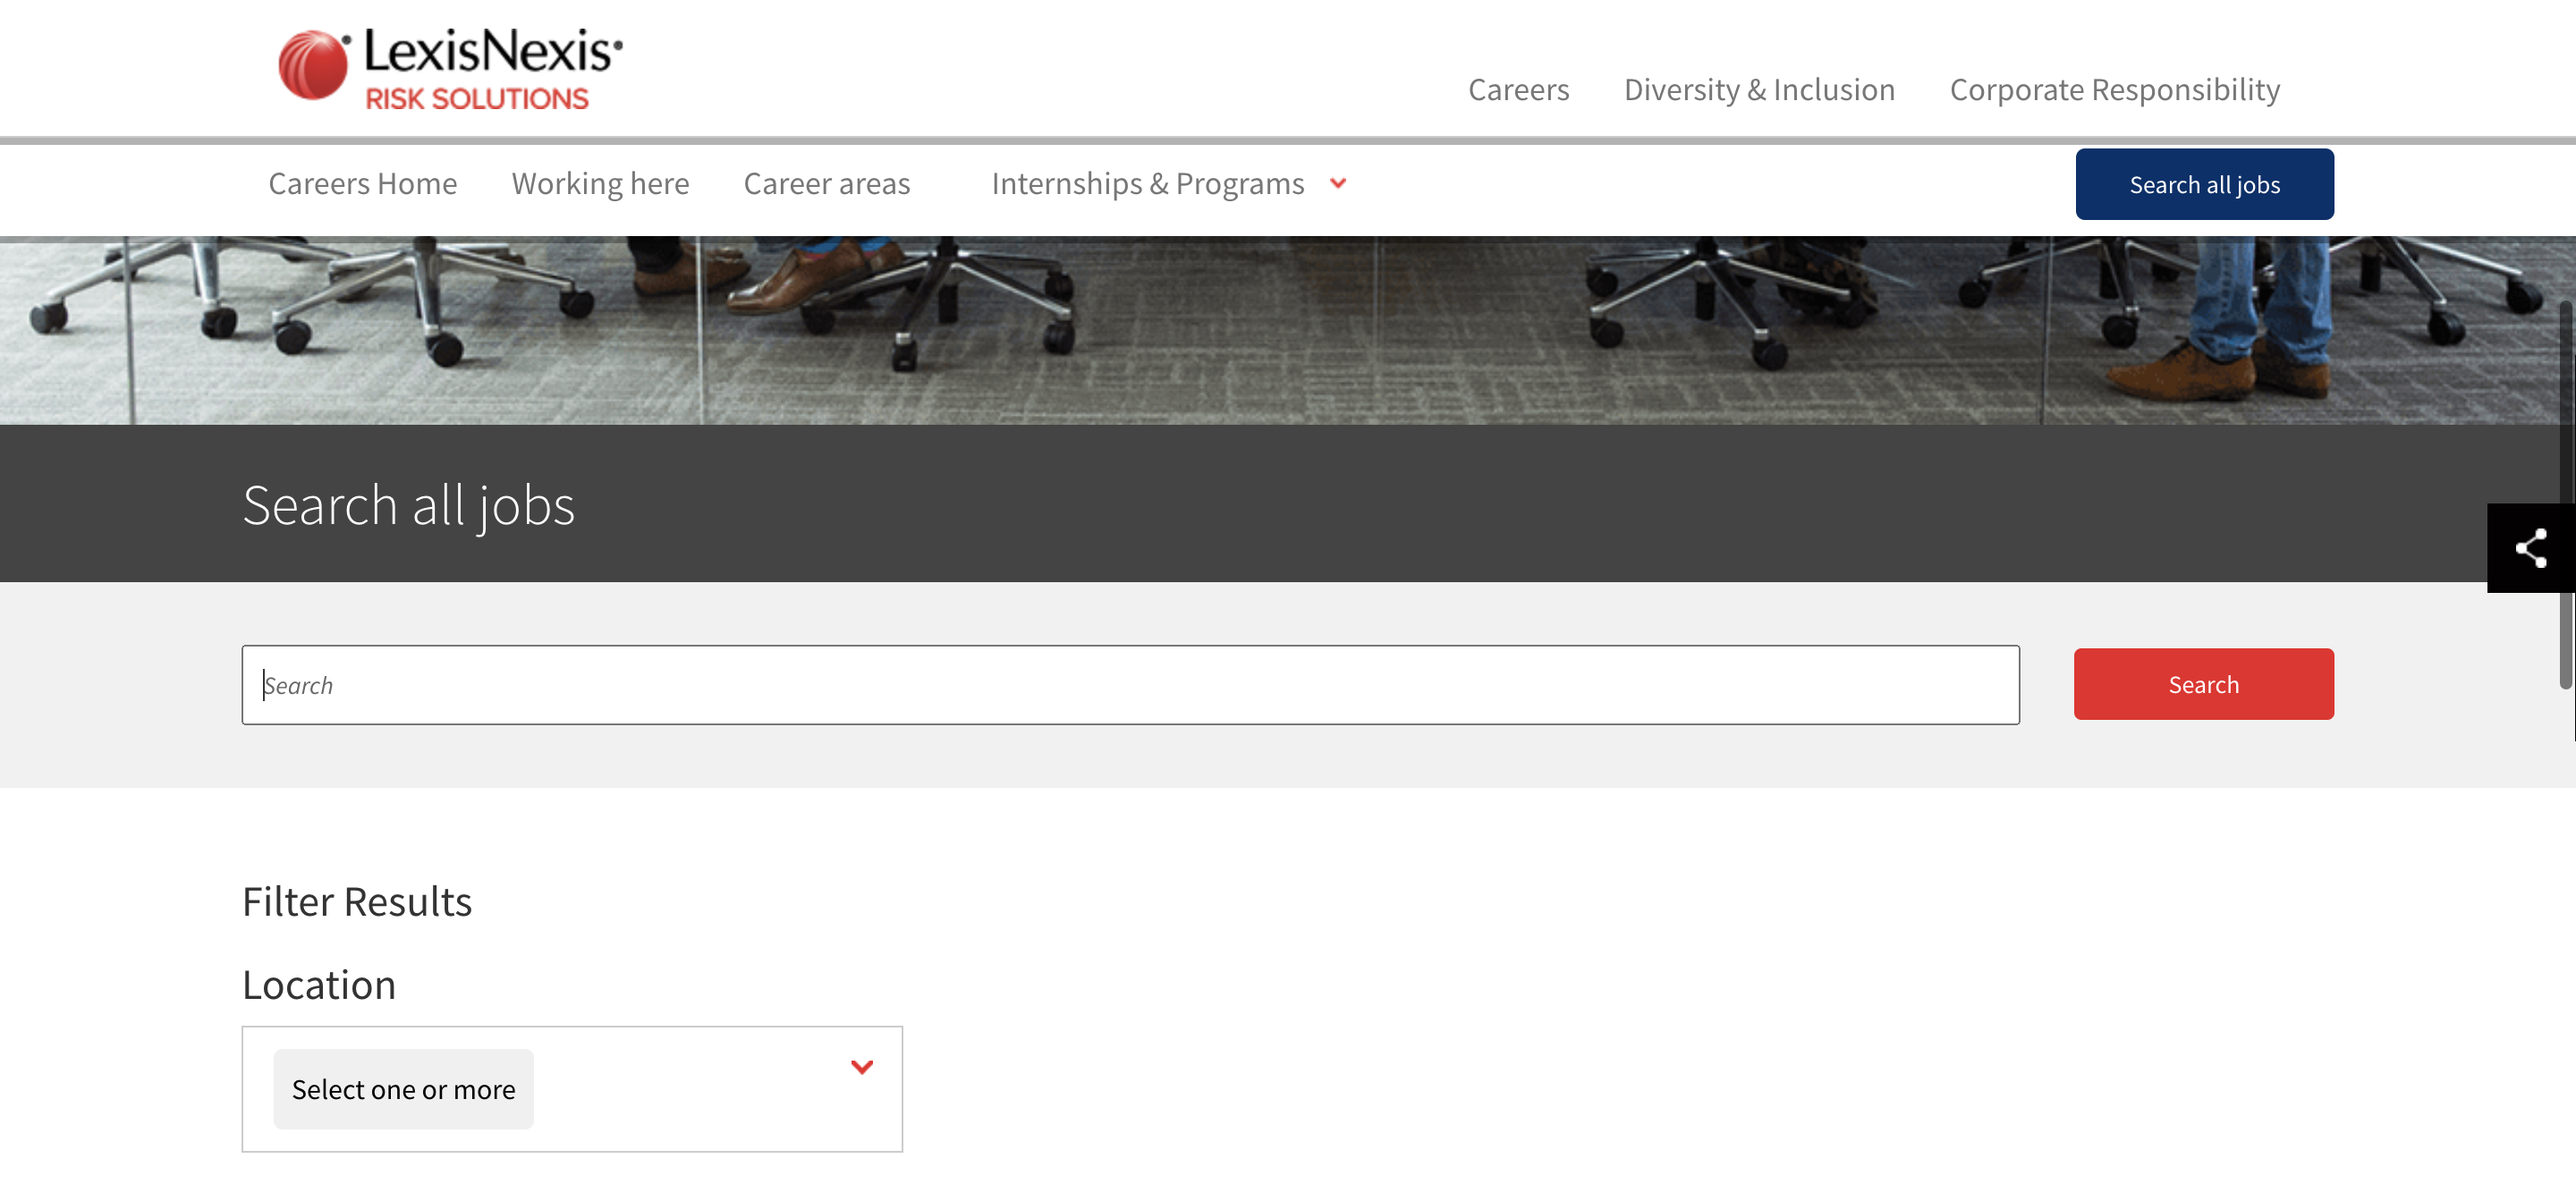 LexisNexis
RISK SOLUTIONS
Careers Diversity & Inclusion Corporate Responsibility
Careers Home Working here Career areas Internships & Programs Search all jobs
Search all jobs
Search Search
Filter Results
Location
Select one or more